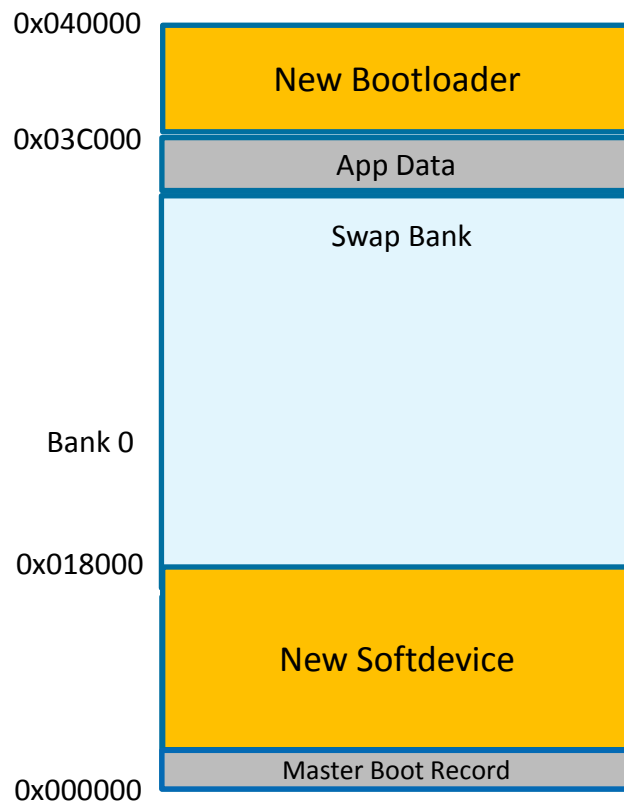 0x040000
New Bootloader
0x03C000
App Data
Swap Bank
Bank 0
0x018000
New Softdevice
Master Boot Record
0x000000